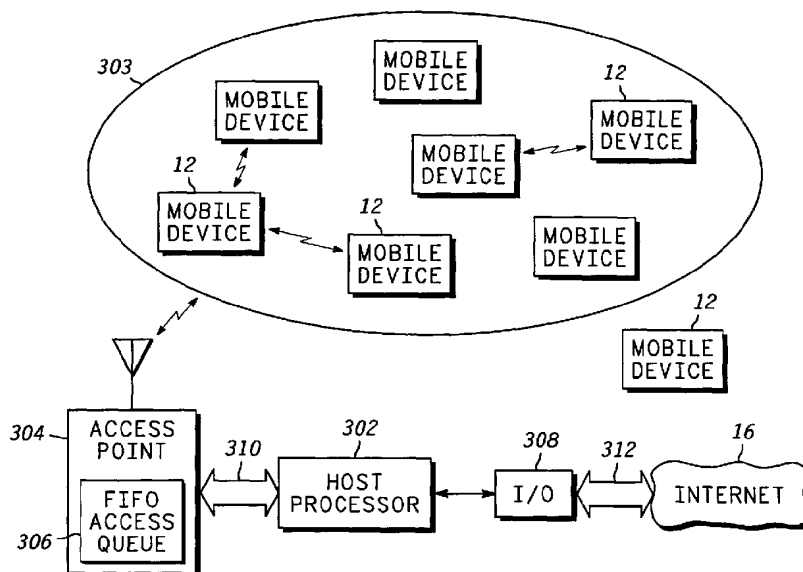 303
MOBILE
DEVICE
12
MOBILE
DEVICE
MOBILE
DEVICE
MOBILE
DEVICE
12
MOBILE
DEVICE
12
MOBILE
DEVICE
12
MOBILE
DEVICE
MOBILE
DEVICE
12
MOBILE
DEVICE
304
ACCESS
POINT
306
FIFO
ACCESS
QUEUE
310
302
HOST
PROCESSOR
308
I/O
312
16
INTERNET